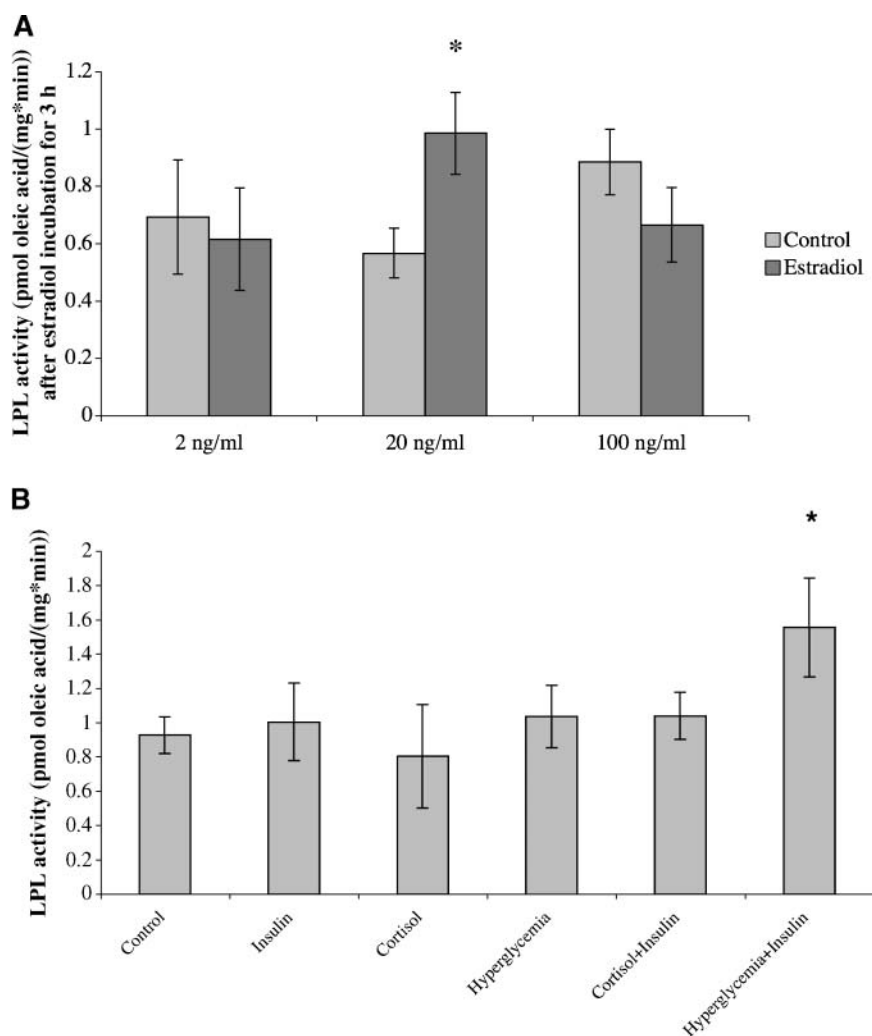 A
LPL activity (pmol oleic acid/(mg*min))
after estradiol incubation for 3 h
*
1.2
1
0.8
0.6
0.4
0.2
0
2 ng/ml
20 ng/ml
100 ng/ml
Control
Estradiol
B
LPL activity (pmol oleic acid/(mg*min))
*
2
1.8
1.6
1.4
1.2
1
0.8
0.6
0.4
0.2
0
Control
Insulin
Cortisol
Hyperglycemia
Cortisol+Insulin
Hyperglycemia+Insulin